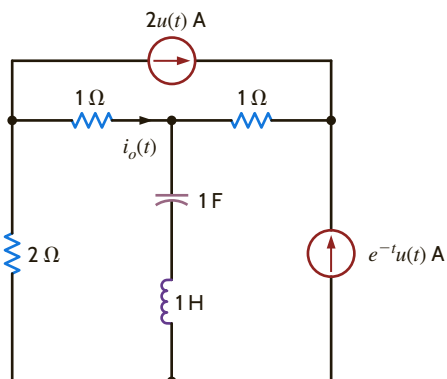 2u(t) A
1 Ω
1 Ω
i_o(t)
1 F
2 Ω
e^{-t}u(t) A
1 H